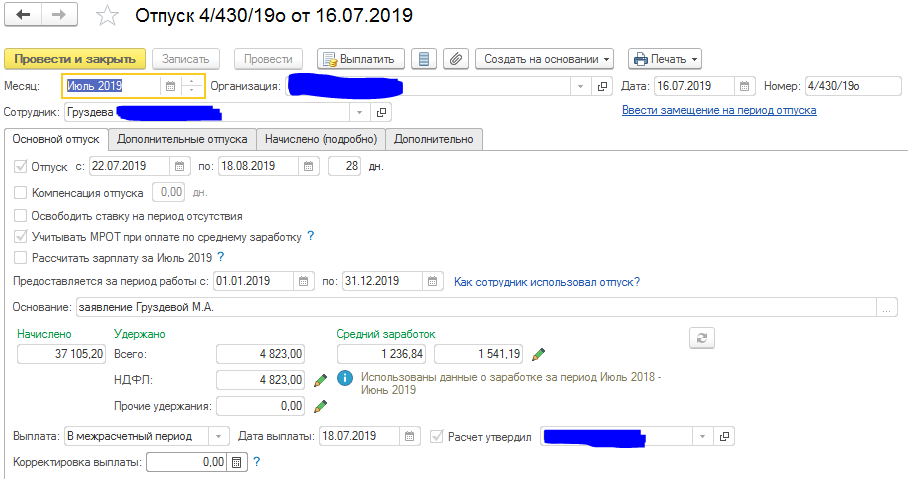 Отпуск 4/430/19о от 16.07.2019
Провести и закрыть Записать Провести Выплатить Создать на основании Печать
Месяц: Июль 2019 Организация: Дата: 16.07.2019 Номер: 4/430/19о
Сотрудник: Груздева Ввести замещение на период отпуска
Основной отпуск Дополнительные отпуска Начислено (подробно) Дополнительно
Отпуск с: 22.07.2019 по: 18.08.2019 28 дн.
Компенсация отпуска 0,00 дн.
Освободить ставку на период отсутствия
Учитывать МРОТ при оплате по среднему заработку ?
Рассчитать зарплату за Июль 2019 ?
Предоставляется за период работы с: 01.01.2019 по: 31.12.2019 Как сотрудник использовал отпуск?
Основание: заявление Груздевой М.А. ...
Начислено Удержано Средний заработок
37 105,20 Всего: 4 823,00 1 236,84 1 541,19
НДФЛ: 4 823,00 Использованы данные о заработке за период Июль 2018 -
Июнь 2019
Прочие удержания: 0,00
Выплата: В межрасчетный период Дата выплаты: 18.07.2019 Расчет утвердил
Корректировка выплаты: 0,00 ?